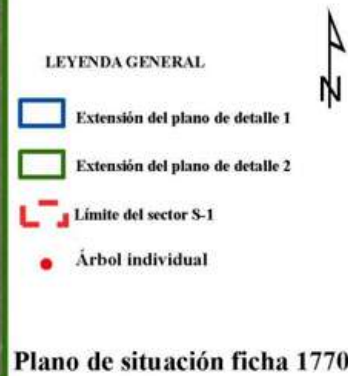 LEYENDA GENERAL
N
Extensión del plano de detalle 1
Extensión del plano de detalle 2
Límite del sector S-1
Árbol individual
Plano de situación ficha 1770